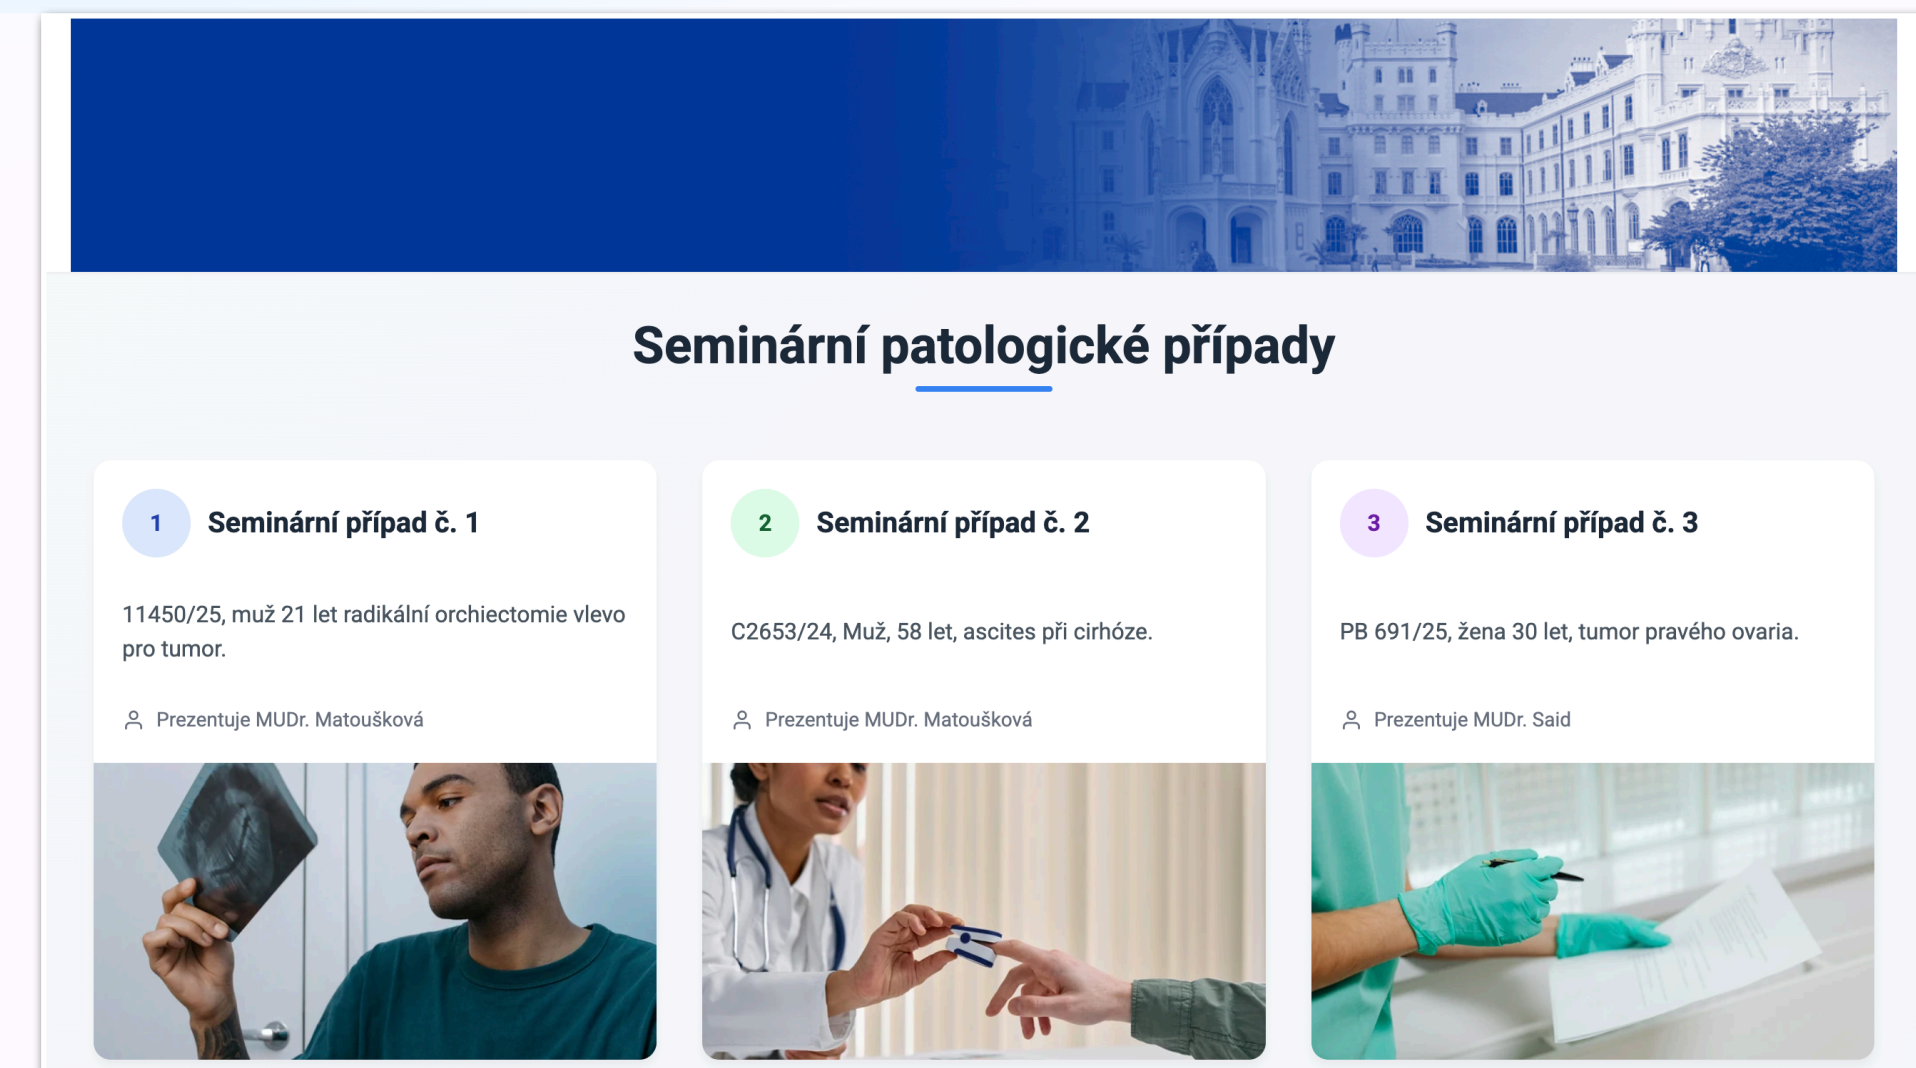 Seminární patologické případy
1
Seminární případ č. 1
11450/25, muž 21 let radikální orchiectomie vlevo
pro tumor.
Prezentuje MUDr. Matoušková
2
Seminární případ č. 2
C2653/24, Muž, 58 let, ascites při cirhóze.
Prezentuje MUDr. Matoušková
3
Seminární případ č. 3
PB 691/25, žena 30 let, tumor pravého ovaria.
Prezentuje MUDr. Said